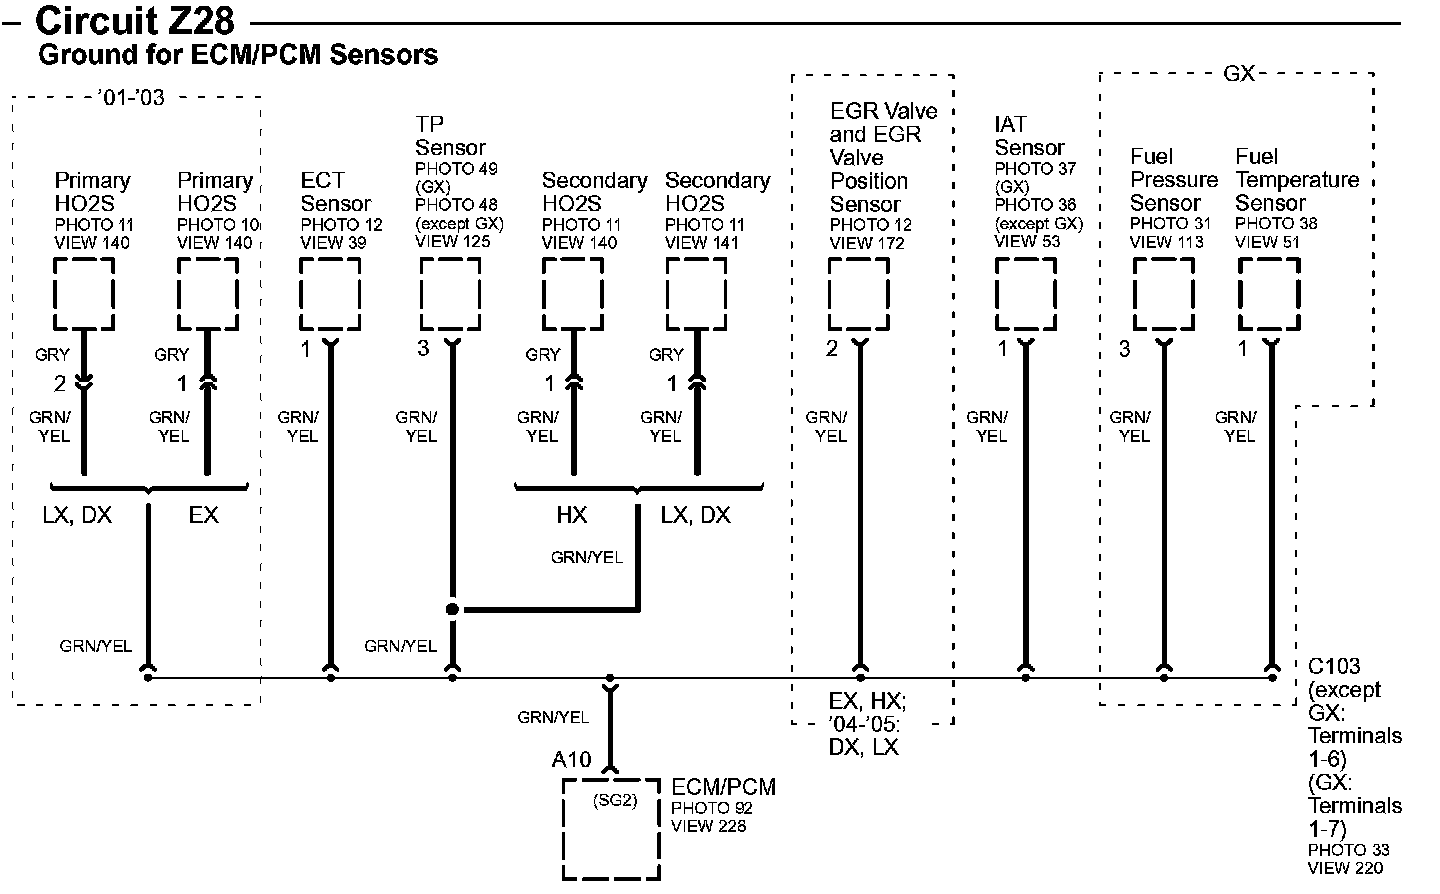 Circuit Z28
Ground for ECM/PCM Sensors
'01-'03
Primary
HO2S
PHOTO 11
VIEW 140
Primary
HO2S
PHOTO 10
VIEW 140
ECT
Sensor
PHOTO 12
VIEW 39
TP
Sensor
PHOTO 49
(GX)
PHOTO 48
(except GX)
VIEW 125
Secondary
HO2S
PHOTO 11
VIEW 140
Secondary
HO2S
PHOTO 11
VIEW 141
EGR Valve
and EGR
Valve
Position
Sensor
PHOTO 12
VIEW 172
IAT
Sensor
PHOTO 37
(GX)
PHOTO 36
(except GX)
VIEW 53
GX
Fuel
Pressure
Sensor
PHOTO 31
VIEW 113
Fuel
Temperature
Sensor
PHOTO 38
VIEW 51
GRY
2
GRN/
YEL
GRY
1
GRN/
YEL
1
GRN/
YEL
3
GRN/
YEL
GRY
1
GRN/
YEL
GRY
1
GRN/
YEL
2
GRN/
YEL
1
GRN/
YEL
3
GRN/
YEL
1
GRN/
YEL
LX, DX
EX
HX
LX, DX
GRN/YEL
GRN/YEL
GRN/YEL
GRN/YEL
A10
(SG2)
ECM/PCM
PHOTO 92
VIEW 228
EX, HX;
'04-'05:
DX, LX
C103
(except
GX:
Terminals
1-6)
(GX:
Terminals
1-7)
PHOTO 33
VIEW 220